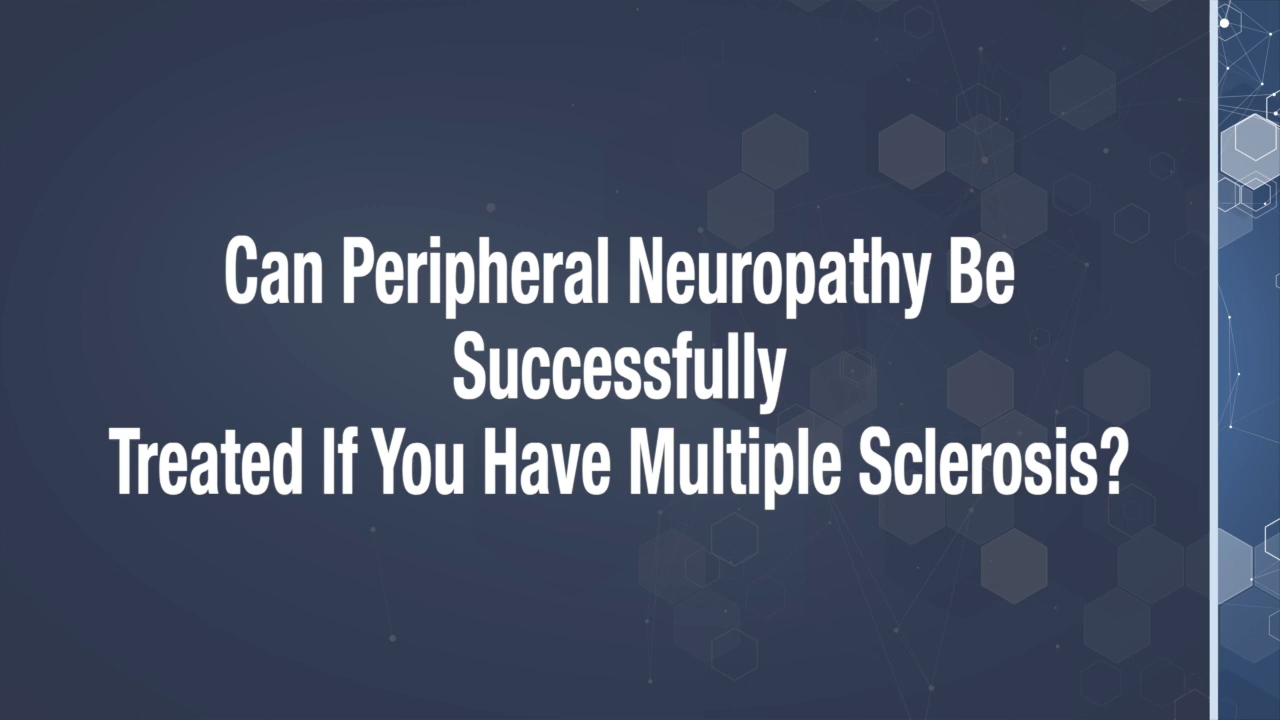 Can Peripheral Neuropathy Be
Successfully
Treated If You Have Multiple Sclerosis?